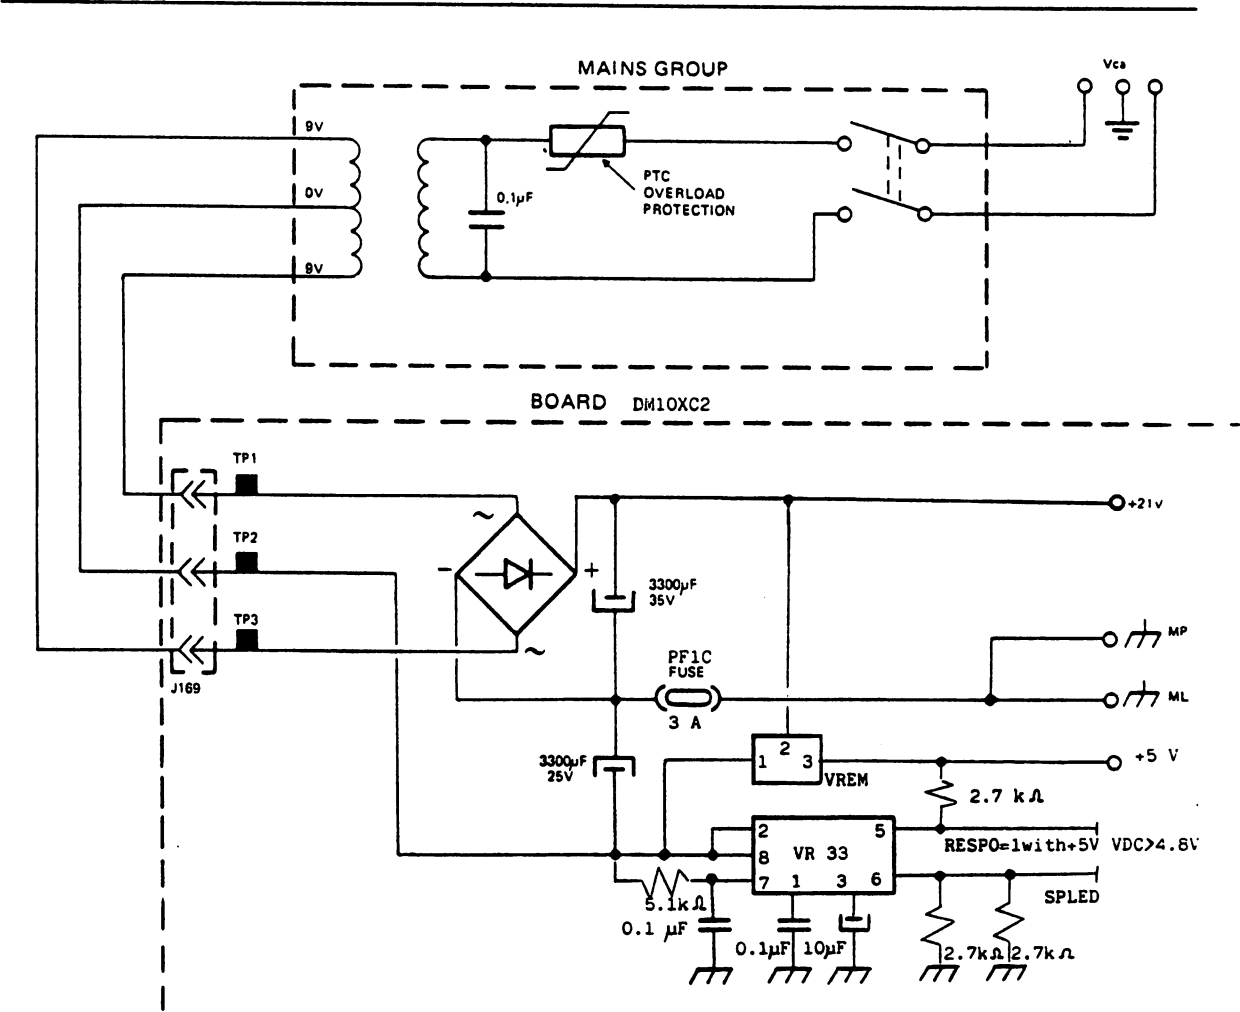 MAINS GROUP
Vca
9V
0V
9V
0.1µF
PTC
OVERLOAD
PROTECTION
BOARD DM10XC2
TP1
TP2
TP3
J169
~
~
-
+
3300µF
35V
+21v
PF1C
FUSE
3 A
MP
ML
3300µF
25V
1 2 3
VREM
+5 V
2.7 kΩ
2
8
7
VR 33
5
6
1 3
RESPO=1with+5V VDC>4.8V
SPLED
5.1kΩ
0.1 µF
0.1µF
10µF
2.7kΩ
2.7kΩ